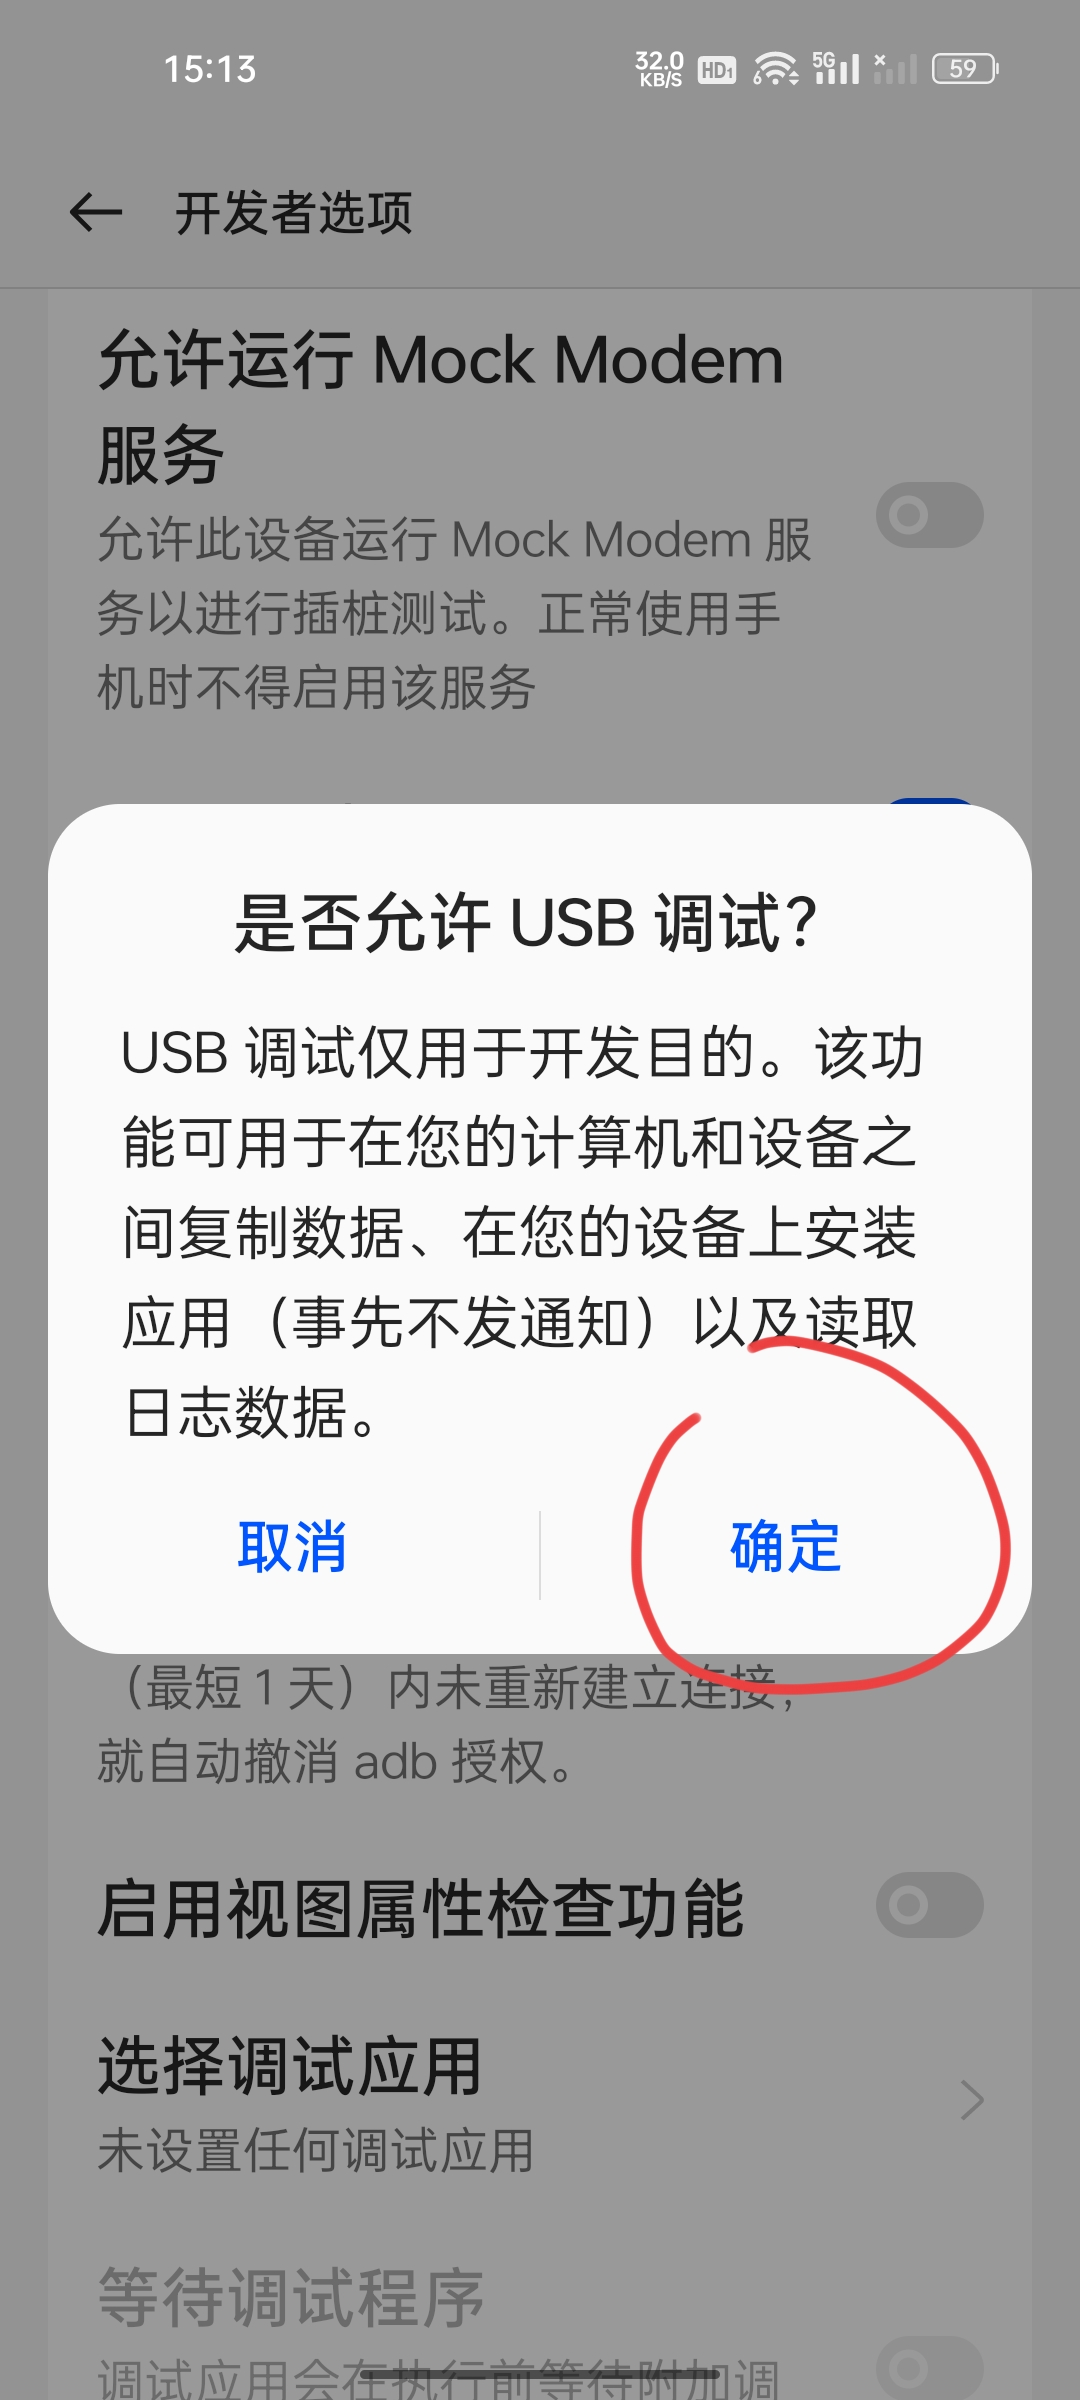 15:13
32.0
KB/S
HD1
6
5G
59
开发者选项
允许运行 Mock Modem
服务
允许此设备运行 Mock Modem 服
务以进行插桩测试。正常使用手
机时不得启用该服务
是否允许 USB 调试？
USB 调试仅用于开发目的。该功
能可用于在您的计算机和设备之
间复制数据、在您的设备上安装
应用（事先不发通知）以及读取
日志数据。
取消
确定
（最短 1 天）内未重新建立连接，
就自动撤消 adb 授权。
启用视图属性检查功能
选择调试应用
未设置任何调试应用
等待调试程序
调试应用会在执行前等待附加调